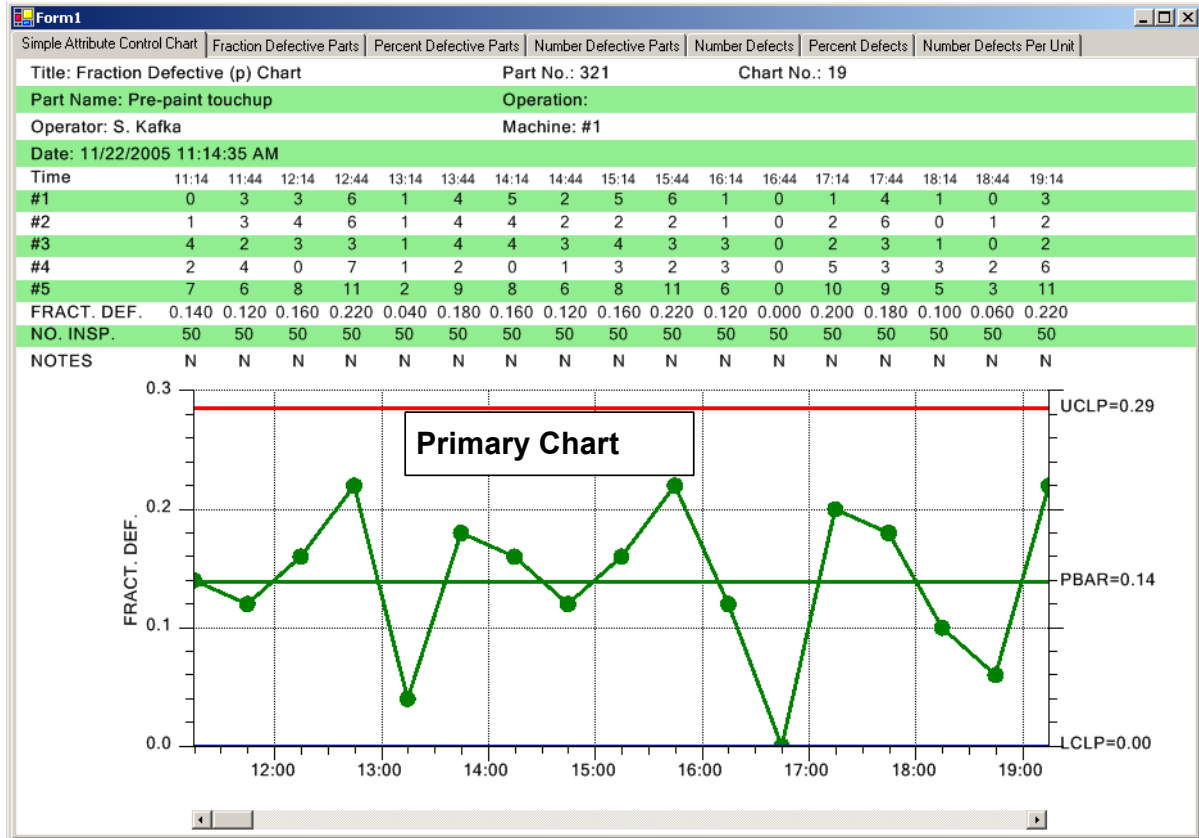 Form1
Simple Attribute Control Chart Fraction Defective Parts Percent Defective Parts Number Defective Parts Number Defects Percent Defects Number Defects Per Unit
Title: Fraction Defective (p) Chart Part No.: 321 Chart No.: 19
Part Name: Pre-paint touchup Operation:
Operator: S. Kafka Machine: #1
Date: 11/22/2005 11:14:35 AM
Time 11:14 11:44 12:14 12:44 13:14 13:44 14:14 14:44 15:14 15:44 16:14 16:44 17:14 17:44 18:14 18:44 19:14
#1 0 3 3 6 1 4 5 2 5 6 1 0 1 4 1 0 3
#2 1 3 4 6 1 4 4 2 2 2 1 0 2 6 0 1 2
#3 4 2 3 3 1 4 4 3 4 3 3 0 2 3 1 0 2
#4 2 4 0 7 1 2 0 1 3 2 3 0 5 3 3 2 6
#5 7 6 8 11 2 9 8 6 8 11 6 0 10 9 5 3 11
FRACT. DEF. 0.140 0.120 0.160 0.220 0.040 0.180 0.160 0.120 0.160 0.220 0.120 0.000 0.200 0.180 0.100 0.060 0.220
NO. INSP. 50 50 50 50 50 50 50 50 50 50 50 50 50 50 50 50 50
NOTES N N N N N N N N N N N N N N N N N
0.3
UCLP=0.29
Primary Chart
0.2
FRACT. DEF.
PBAR=0.14
0.1
0.0
LCLP=0.00
12:00 13:00 14:00 15:00 16:00 17:00 18:00 19:00